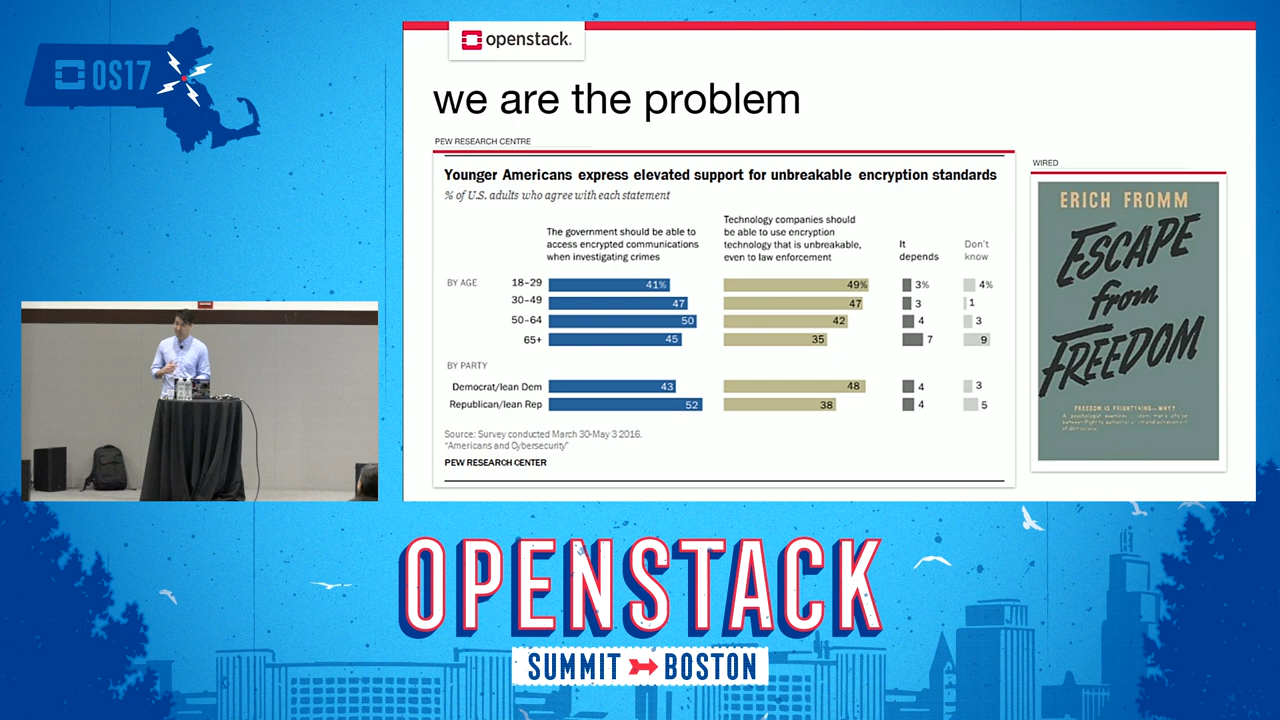 OS17
openstack.
we are the problem
PEW RESEARCH CENTRE
Younger Americans express elevated support for unbreakable encryption standards
% of U.S. adults who agree with each statement
The government should be able to
access encrypted communications
when investigating crimes
Technology companies should
be able to use encryption
technology that is unbreakable,
even to law enforcement
It
depends
Don't
know
BY AGE 18–29 41% 49% 3% 4%
30–49 47 47 3 1
50–64 50 42 4 3
65+ 45 35 7 9
BY PARTY
Democrat/lean Dem 43 48 4 3
Republican/lean Rep 52 38 4 5
Source: Survey conducted March 30-May 3 2016.
"Americans and Cybersecurity"
PEW RESEARCH CENTER
WIRED
ERICH FROMM
ESCAPE
from
FREEDOM
FREEDOM IS FRIGHTENING—WHY?
A psychologist examines
of democracy.
OPENSTACK
SUMMIT BOSTON